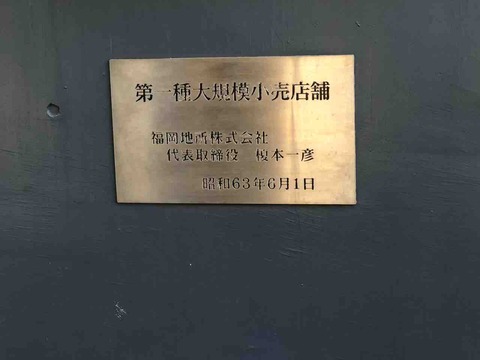 第一種大規模小売店舗
福岡地所株式会社
代表取締役 榎本一彦
昭和63年6月1日